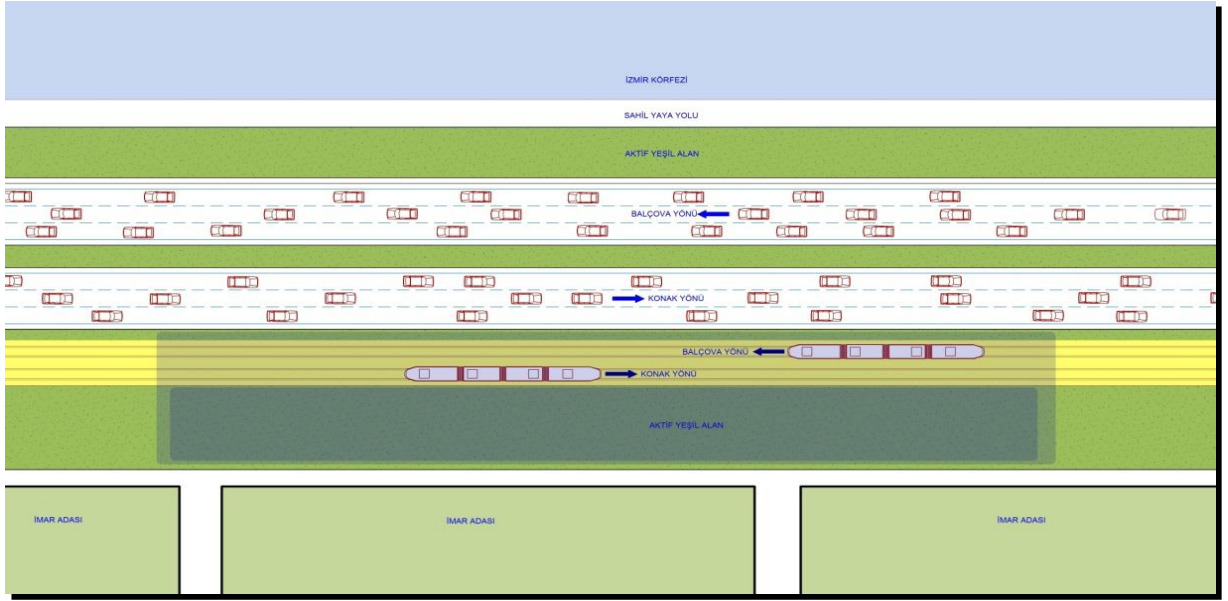 İZMİR KÖRFEZİ
SAHİL YAYA YOLU
AKTİF YEŞİL ALAN
BALÇOVA YÖNÜ
KONAK YÖNÜ
BALÇOVA YÖNÜ
KONAK YÖNÜ
AKTİF YEŞİL ALAN
İMAR ADASI
İMAR ADASI
İMAR ADASI